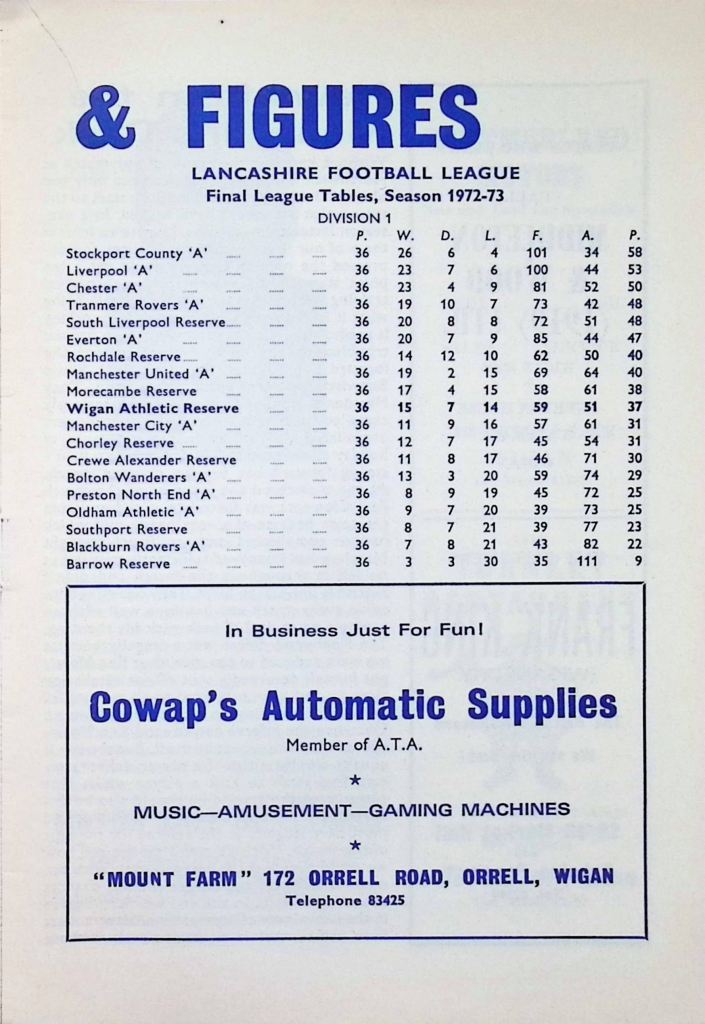 & FIGURES
LANCASHIRE FOOTBALL LEAGUE
Final League Tables, Season 1972-73
DIVISION 1
P. W. D. L. F. P.
Stockport County 'A' 36 26 6 4 101 34 58
Liverpool 'A' 36 23 7 6 100 44 53
Chester 'A' 36 23 4 9 81 52 50
Tranmere Rovers 'A' 36 19 10 7 73 42 48
South Liverpool Reserve 36 20 8 8 72 51 48
Everton 'A' 36 20 7 9 85 44 47
Rochdale Reserve 36 14 12 10 62 50 40
Manchester United 'A' 36 19 2 15 69 64 40
Morecambe Reserve 36 17 4 15 58 61 38
Wigan Athletic Reserve 36 15 7 14 59 51 37
Manchester City 'A' 36 11 9 16 57 61 31
Chorley Reserve 36 12 7 17 45 54 31
Crewe Alexander Reserve 36 11 8 17 46 71 30
Bolton Wanderers 'A' 36 13 3 20 59 74 29
Preston North End 'A' 36 8 9 19 45 72 25
Oldham Athletic 'A' 36 9 7 20 39 73 25
Southport Reserve 36 8 7 21 39 77 23
Blackburn Rovers 'A' 36 7 8 21 43 82 22
Barrow Reserve 36 3 3 30 35 111 9
In Business Just For Fun!
Cowap's Automatic Supplies
Member of A.T.A.
MUSIC—AMUSEMENT—GAMING MACHINES
"MOUNT FARM" 172 ORRELL ROAD, ORRELL, WIGAN
Telephone 83425